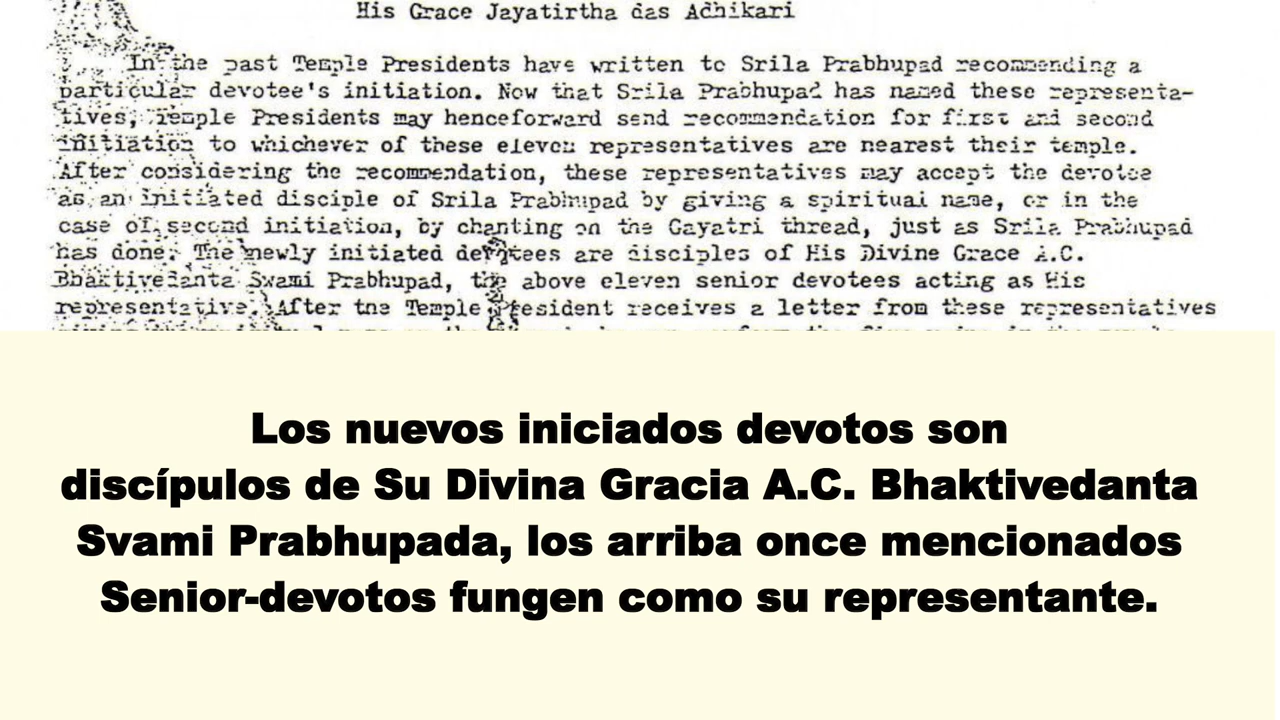 His Grace Jayatirtha das Adhikari
In the past Temple Presidents have written to Srila Prabhupad recommending a
particular devotee's initiation. Now that Srila Prabhupad has named these representa-
tives, Temple Presidents may henceforward send recommendation for first and second
initiation to whichever of these eleven representatives are nearest their temple.
After considering the recommendation, these representatives may accept the devotee
as an initiated disciple of Srila Prabhupad by giving a spiritual name, or in the
case of second initiation, by chanting on the Gayatri thread, just as Srila Prabhupad
has done. The newly initiated devotees are disciples of His Divine Grace A.C.
Bhaktivedanta Swami Prabhupad, the above eleven senior devotees acting as His
representative. After the Temple President receives a letter from these representatives
Los nuevos iniciados devotos son
discípulos de Su Divina Gracia A.C. Bhaktivedanta
Svami Prabhupada, los arriba once mencionados
Senior-devotos fungen como su representante.